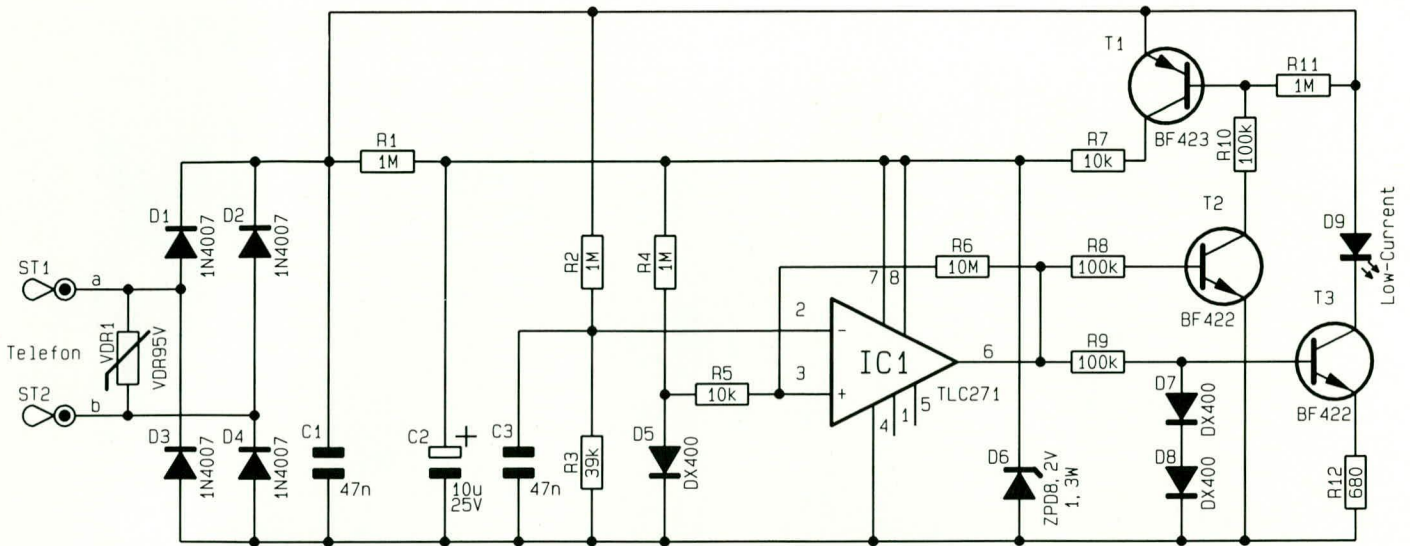 T1
R11
1M
BF423
R10
100k
R1
1M
R7
10k
D1
1N4007
D2
1N4007
T2
D9
Low-Current
R2
1M
R4
1M
R6
10M
R8
100k
7
8
ST1
a
BF422
T3
VDR1
VDR95V
Telefon
2
-
IC1
6
R9
100k
TLC271
R5
10k
3
+
D7
DX400
BF422
ST2
b
4
1
5
D3
1N4007
D4
1N4007
C1
47n
C2
+
10u
25V
C3
47n
R3
39k
D5
DX400
D6
ZPD8,2V
1,3W
D8
DX400
R12
680